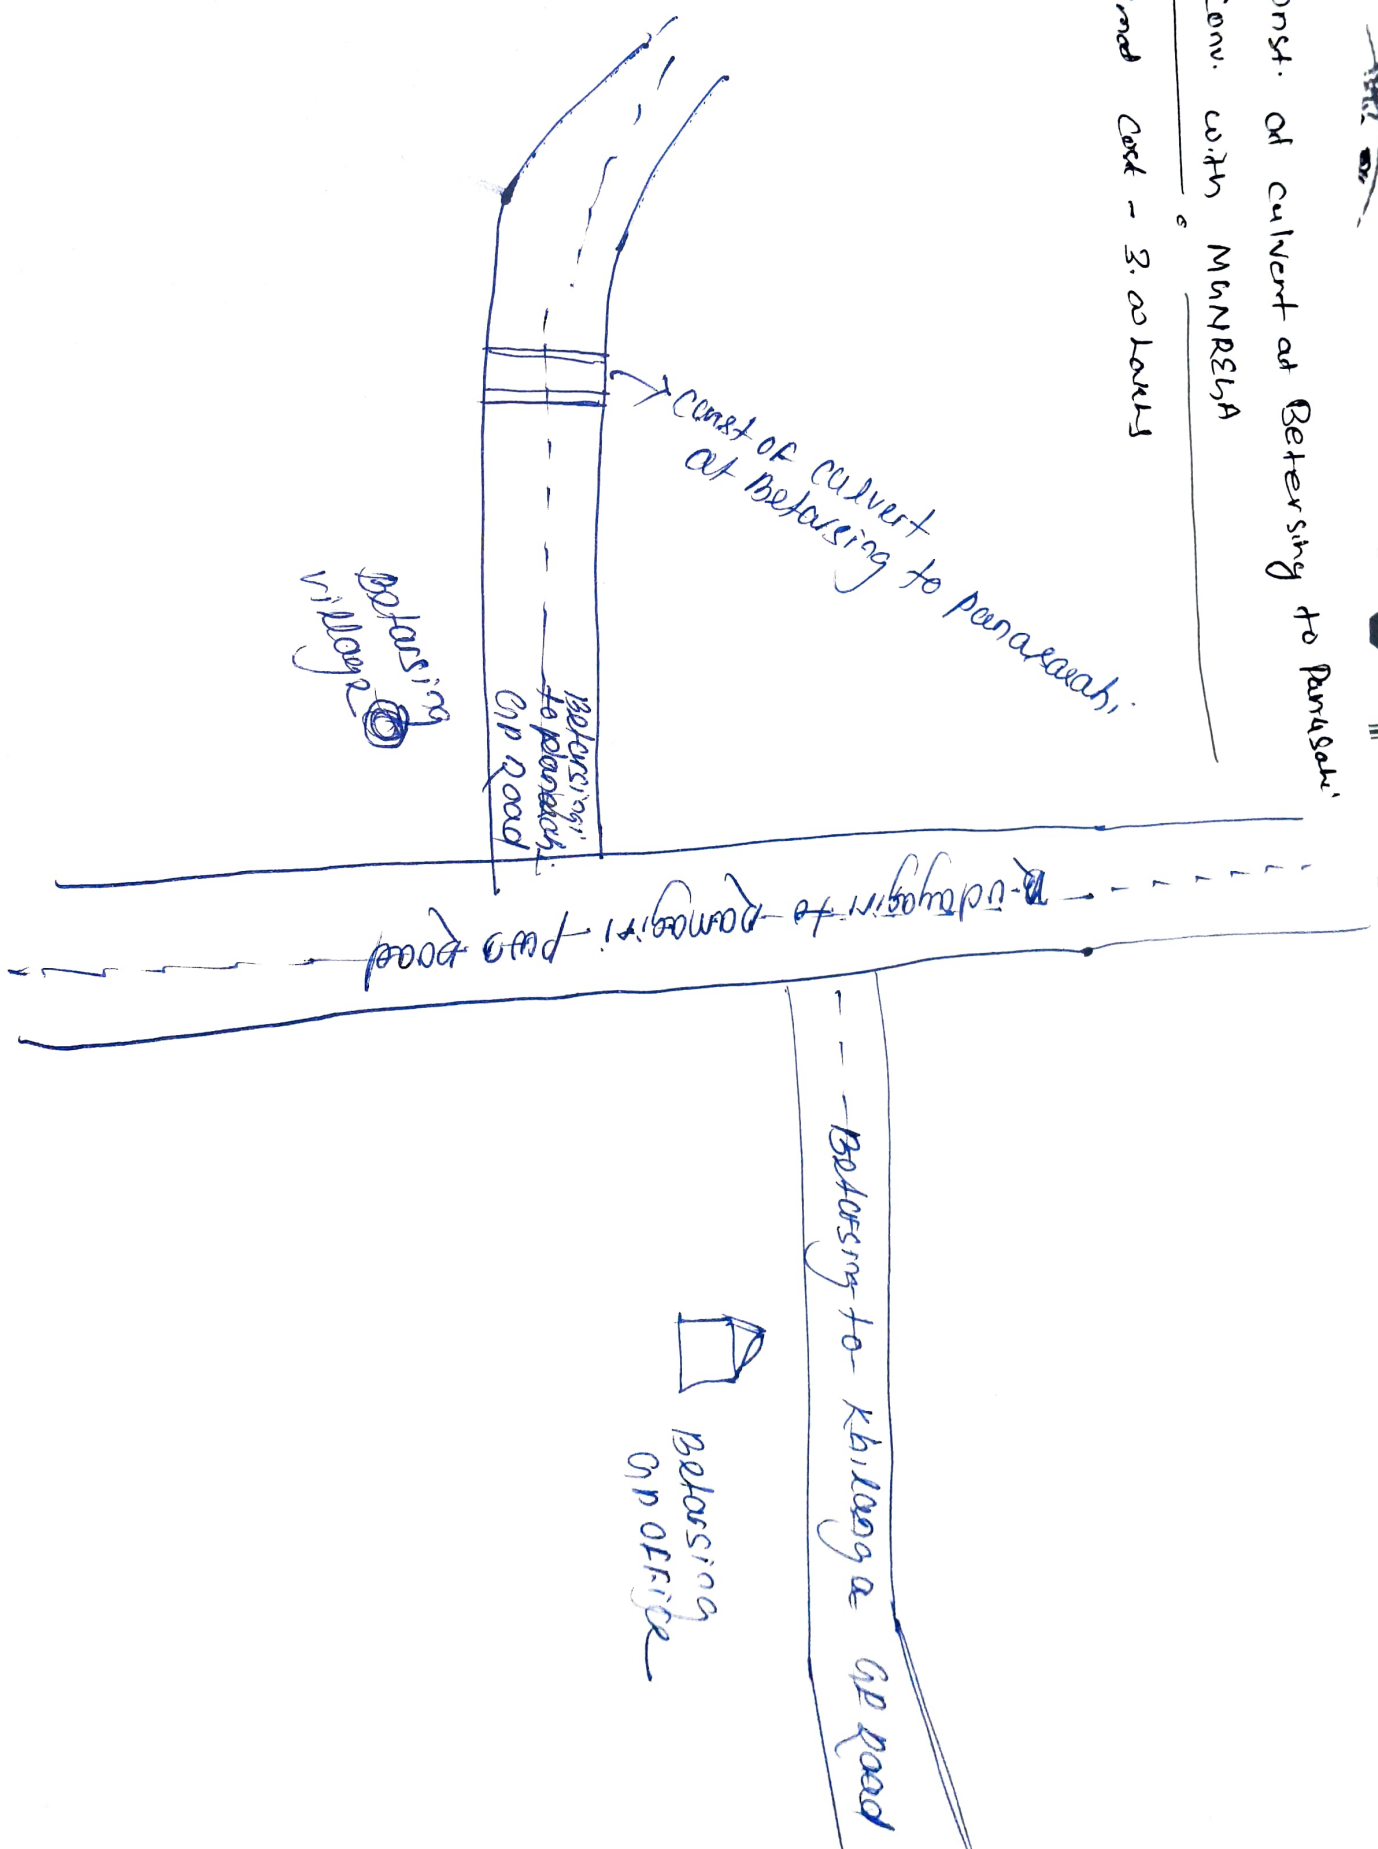 onst. of culvert at Betersing to Panasahi
Conv. with MGNREGA
Cost - 3.00 Lakhs
Const of culvert
at Betarsing to panasahi
Betarsing
village
Betarsingi
to panasahi
GP Road
R-udayagiri to Ramagiri PWD Road
Betarsing to Khilanga GP Road
Betarsing
GP OFFice